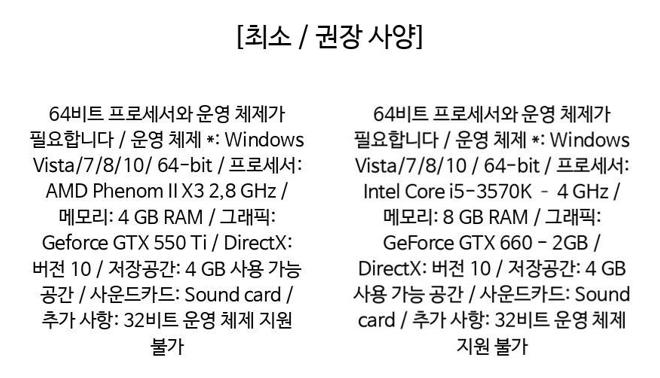 [최소 / 권장 사양]
64비트 프로세서와 운영 체제가
필요합니다 / 운영 체제 *: Windows
Vista/7/8/10/ 64-bit / 프로세서:
AMD Phenom II X3 2,8 GHz /
메모리: 4 GB RAM / 그래픽:
Geforce GTX 550 Ti / DirectX:
버전 10 / 저장공간: 4 GB 사용 가능
공간 / 사운드카드: Sound card /
추가 사항: 32비트 운영 체제 지원
불가
64비트 프로세서와 운영 체제가
필요합니다 / 운영 체제 *: Windows
Vista/7/8/10 / 64-bit / 프로세서:
Intel Core i5-3570K - 4 GHz /
메모리: 8 GB RAM / 그래픽:
GeForce GTX 660 - 2GB /
DirectX: 버전 10 / 저장공간: 4 GB
사용 가능 공간 / 사운드카드: Sound
card / 추가 사항: 32비트 운영 체제
지원 불가